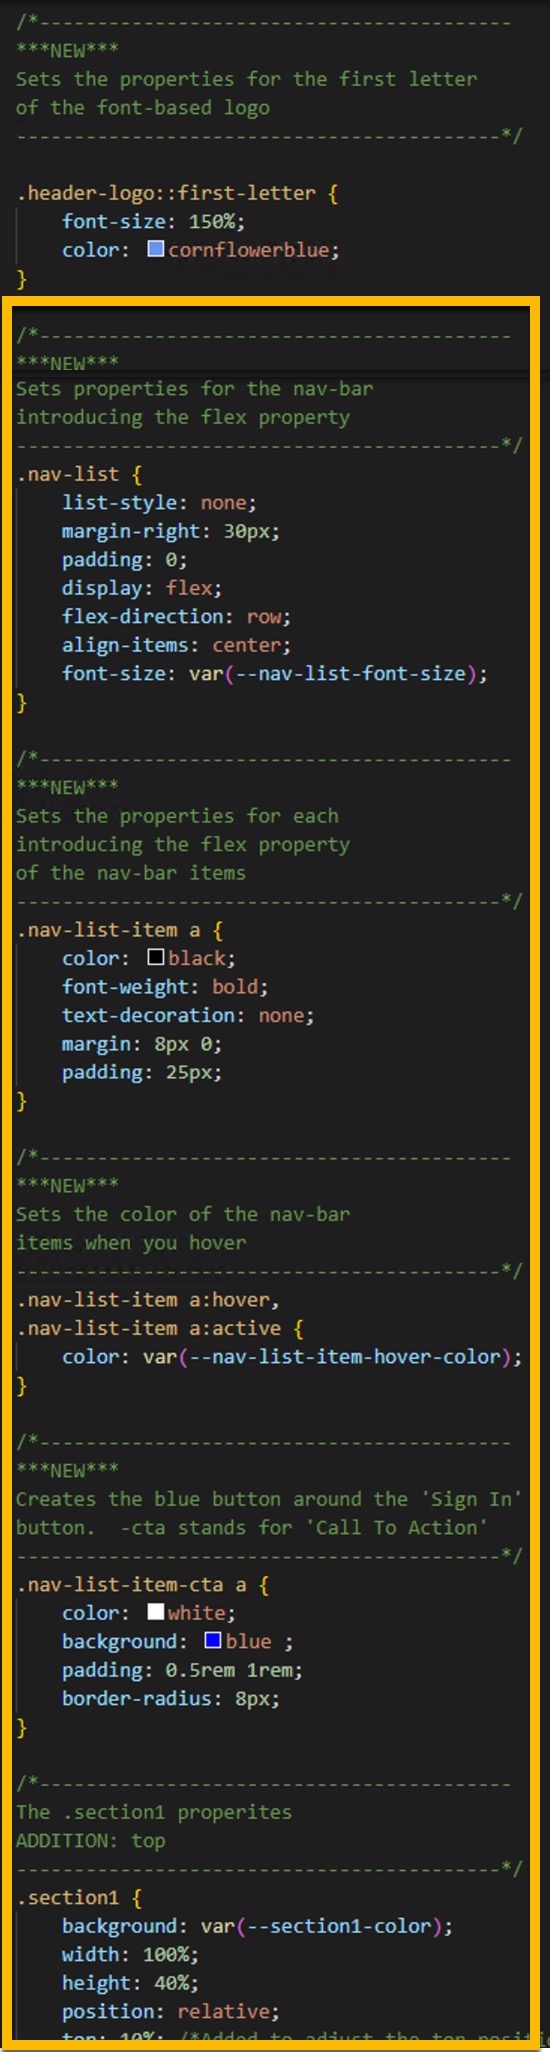 /*-----------------------------------------
***NEW***
Sets the properties for the first letter
of the font-based logo
------------------------------------------*/
.header-logo::first-letter {
font-size: 150%;
color: cornflowerblue;
}
/*-----------------------------------------
***NEW***
Sets properties for the nav-bar
introducing the flex property
------------------------------------------*/
.nav-list {
list-style: none;
margin-right: 30px;
padding: 0;
display: flex;
flex-direction: row;
align-items: center;
font-size: var(--nav-list-font-size);
}
/*-----------------------------------------
***NEW***
Sets the properties for each
introducing the flex property
of the nav-bar items
------------------------------------------*/
.nav-list-item a {
color: black;
font-weight: bold;
text-decoration: none;
margin: 8px 0;
padding: 25px;
}
/*-----------------------------------------
***NEW***
Sets the color of the nav-bar
items when you hover
------------------------------------------*/
.nav-list-item a:hover,
.nav-list-item a:active {
color: var(--nav-list-item-hover-color);
}
/*-----------------------------------------
***NEW***
Creates the blue button around the 'Sign In'
button.  -cta stands for 'Call To Action'
------------------------------------------*/
.nav-list-item-cta a {
color: white;
background: blue ;
padding: 0.5rem 1rem;
border-radius: 8px;
}
/*-----------------------------------------
The .section1 properites
ADDITION: top
------------------------------------------*/
.section1 {
background: var(--section1-color);
width: 100%;
height: 40%;
position: relative;
top: 10%; /*Added to adjust the top